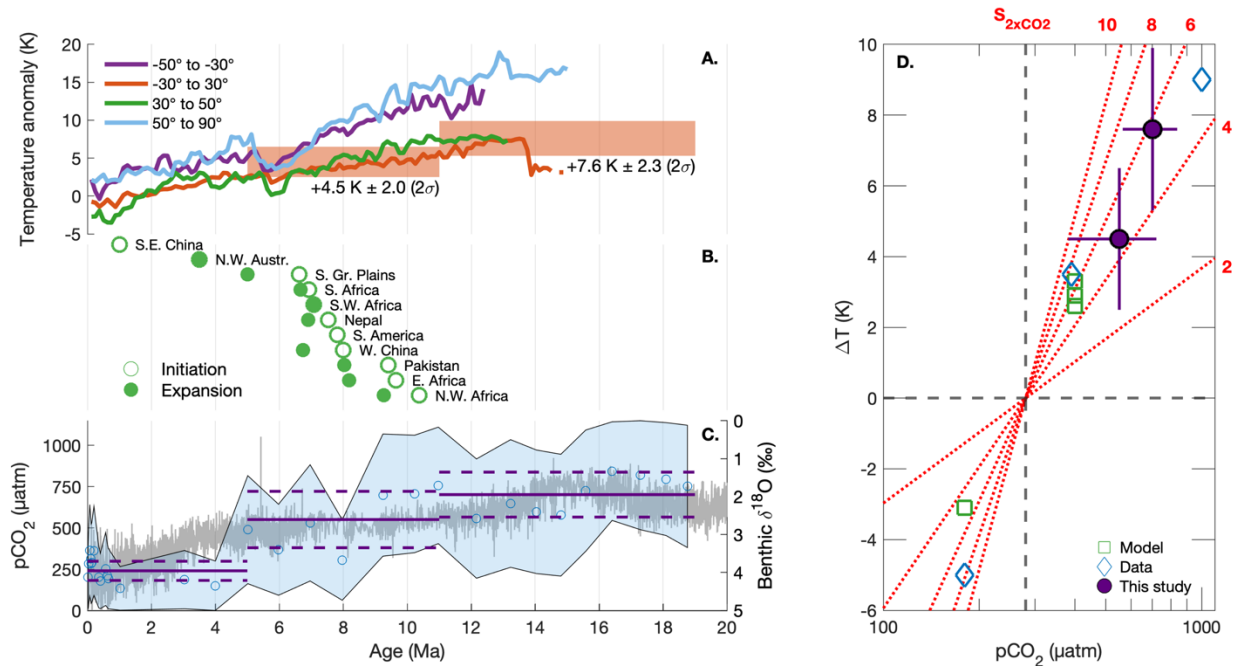 A.
Temperature anomaly (K)
20
15
10
5
0
-5
-50° to -30°
-30° to 30°
30° to 50°
50° to 90°
+4.5 K ± 2.0 (2σ)
+7.6 K ± 2.3 (2σ)
B.
S.E. China
N.W. Austr.
S. Gr. Plains
S. Africa
S.W. Africa
Nepal
S. America
W. China
Pakistan
E. Africa
N.W. Africa
Initiation
Expansion
C.
pCO2 (µatm)
1000
750
500
250
0
Benthic δ18O (‰)
0
1
2
3
4
5
0 2 4 6 8 10 12 14 16 18 20
Age (Ma)
D.
S2xCO2
10 8 6
4
2
ΔT (K)
10
8
6
4
2
0
-2
-4
-6
Model
Data
This study
100 1000
pCO2 (µatm)